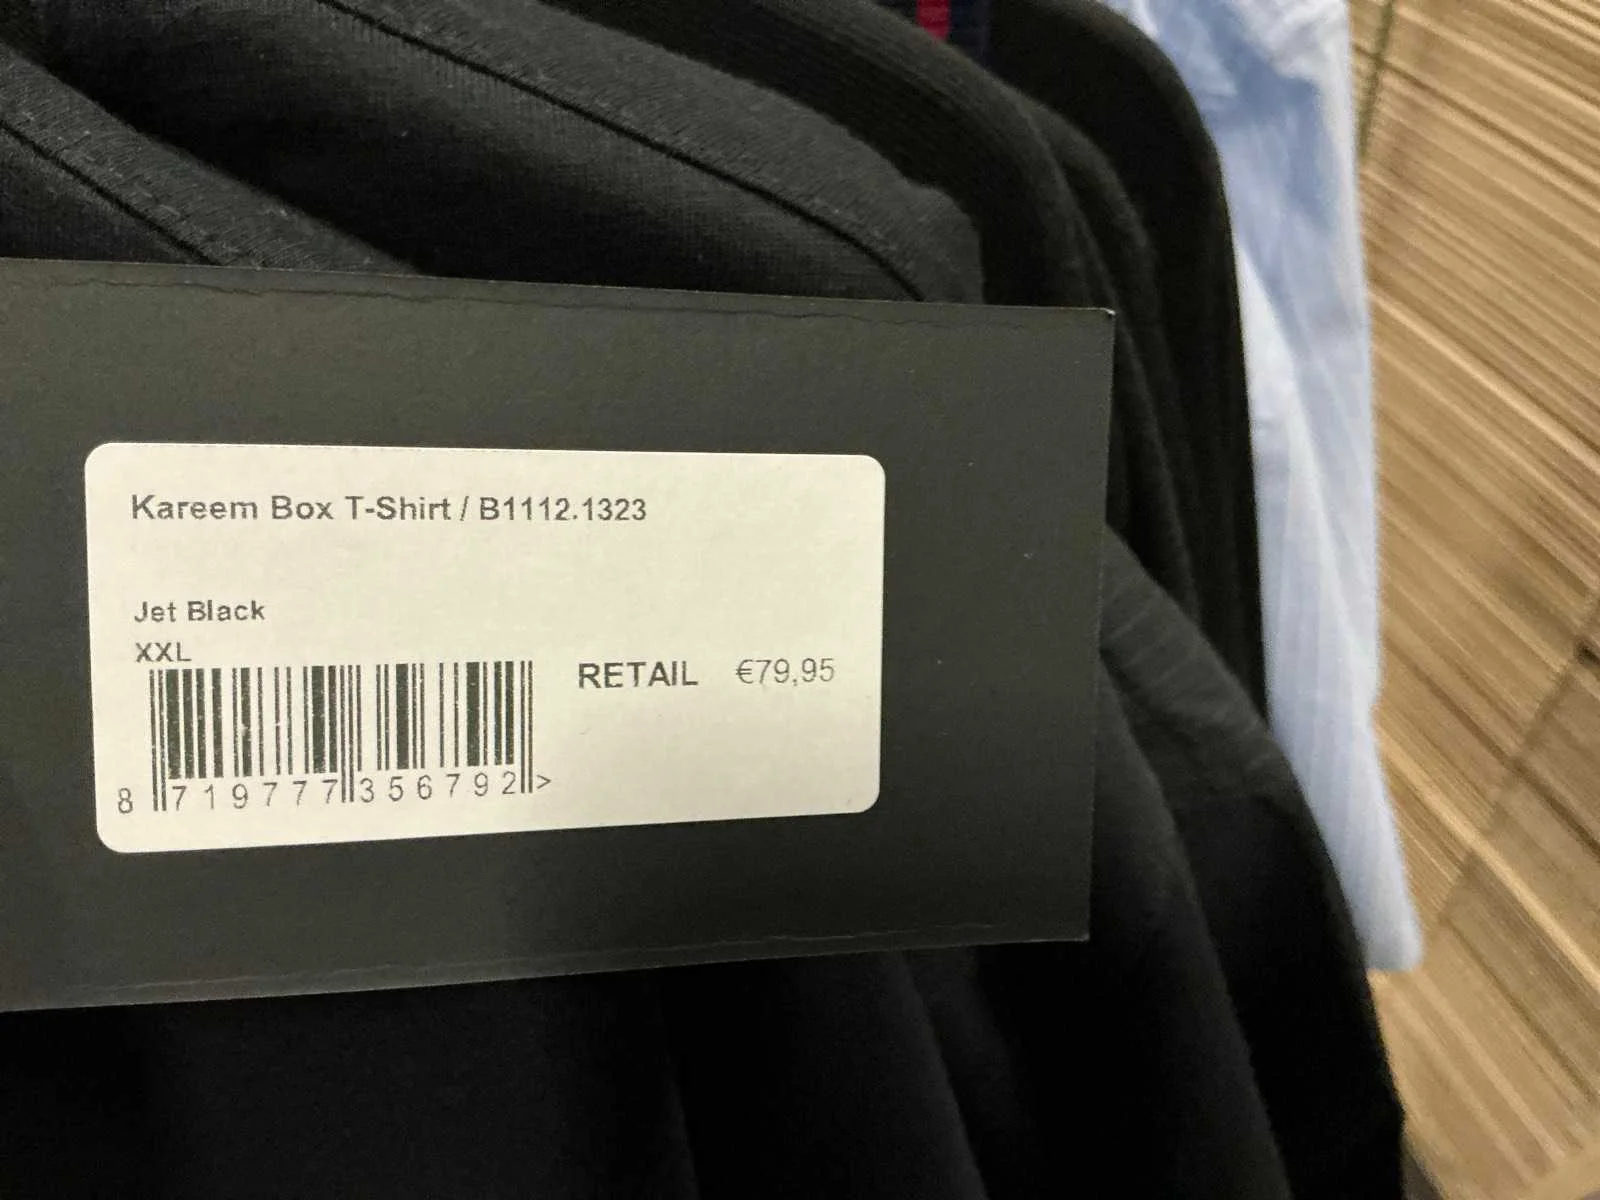 Kareem Box T-Shirt / B1112.1323
Jet Black
XXL
RETAIL €79,95
8 719777 356792 >